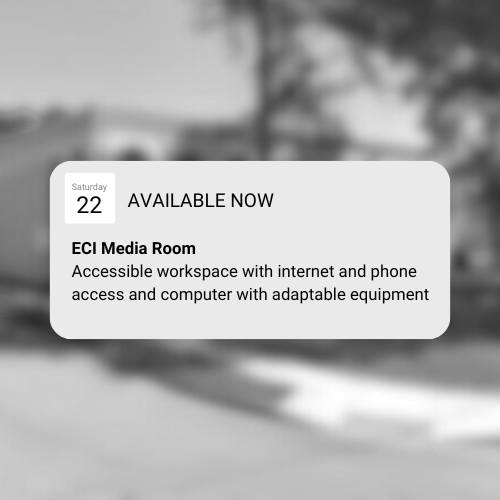 Saturday
22
AVAILABLE NOW
ECI Media Room
Accessible workspace with internet and phone
access and computer with adaptable equipment